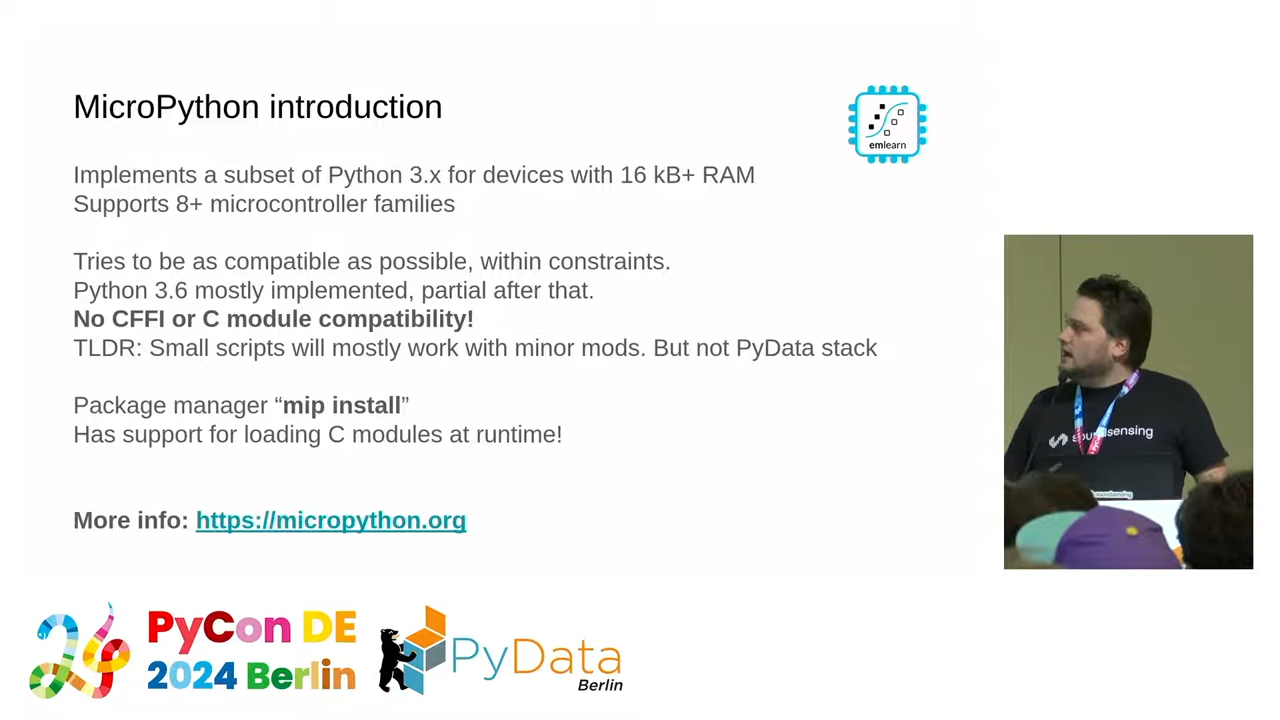 MicroPython introduction
emlearn
Implements a subset of Python 3.x for devices with 16 kB+ RAM
Supports 8+ microcontroller families
Tries to be as compatible as possible, within constraints.
Python 3.6 mostly implemented, partial after that.
No CFFI or C module compatibility!
TLDR: Small scripts will mostly work with minor mods. But not PyData stack
Package manager “mip install”
Has support for loading C modules at runtime!
More info: https://micropython.org
soundsensing
PyCon DE
2024 Berlin
PyData
Berlin